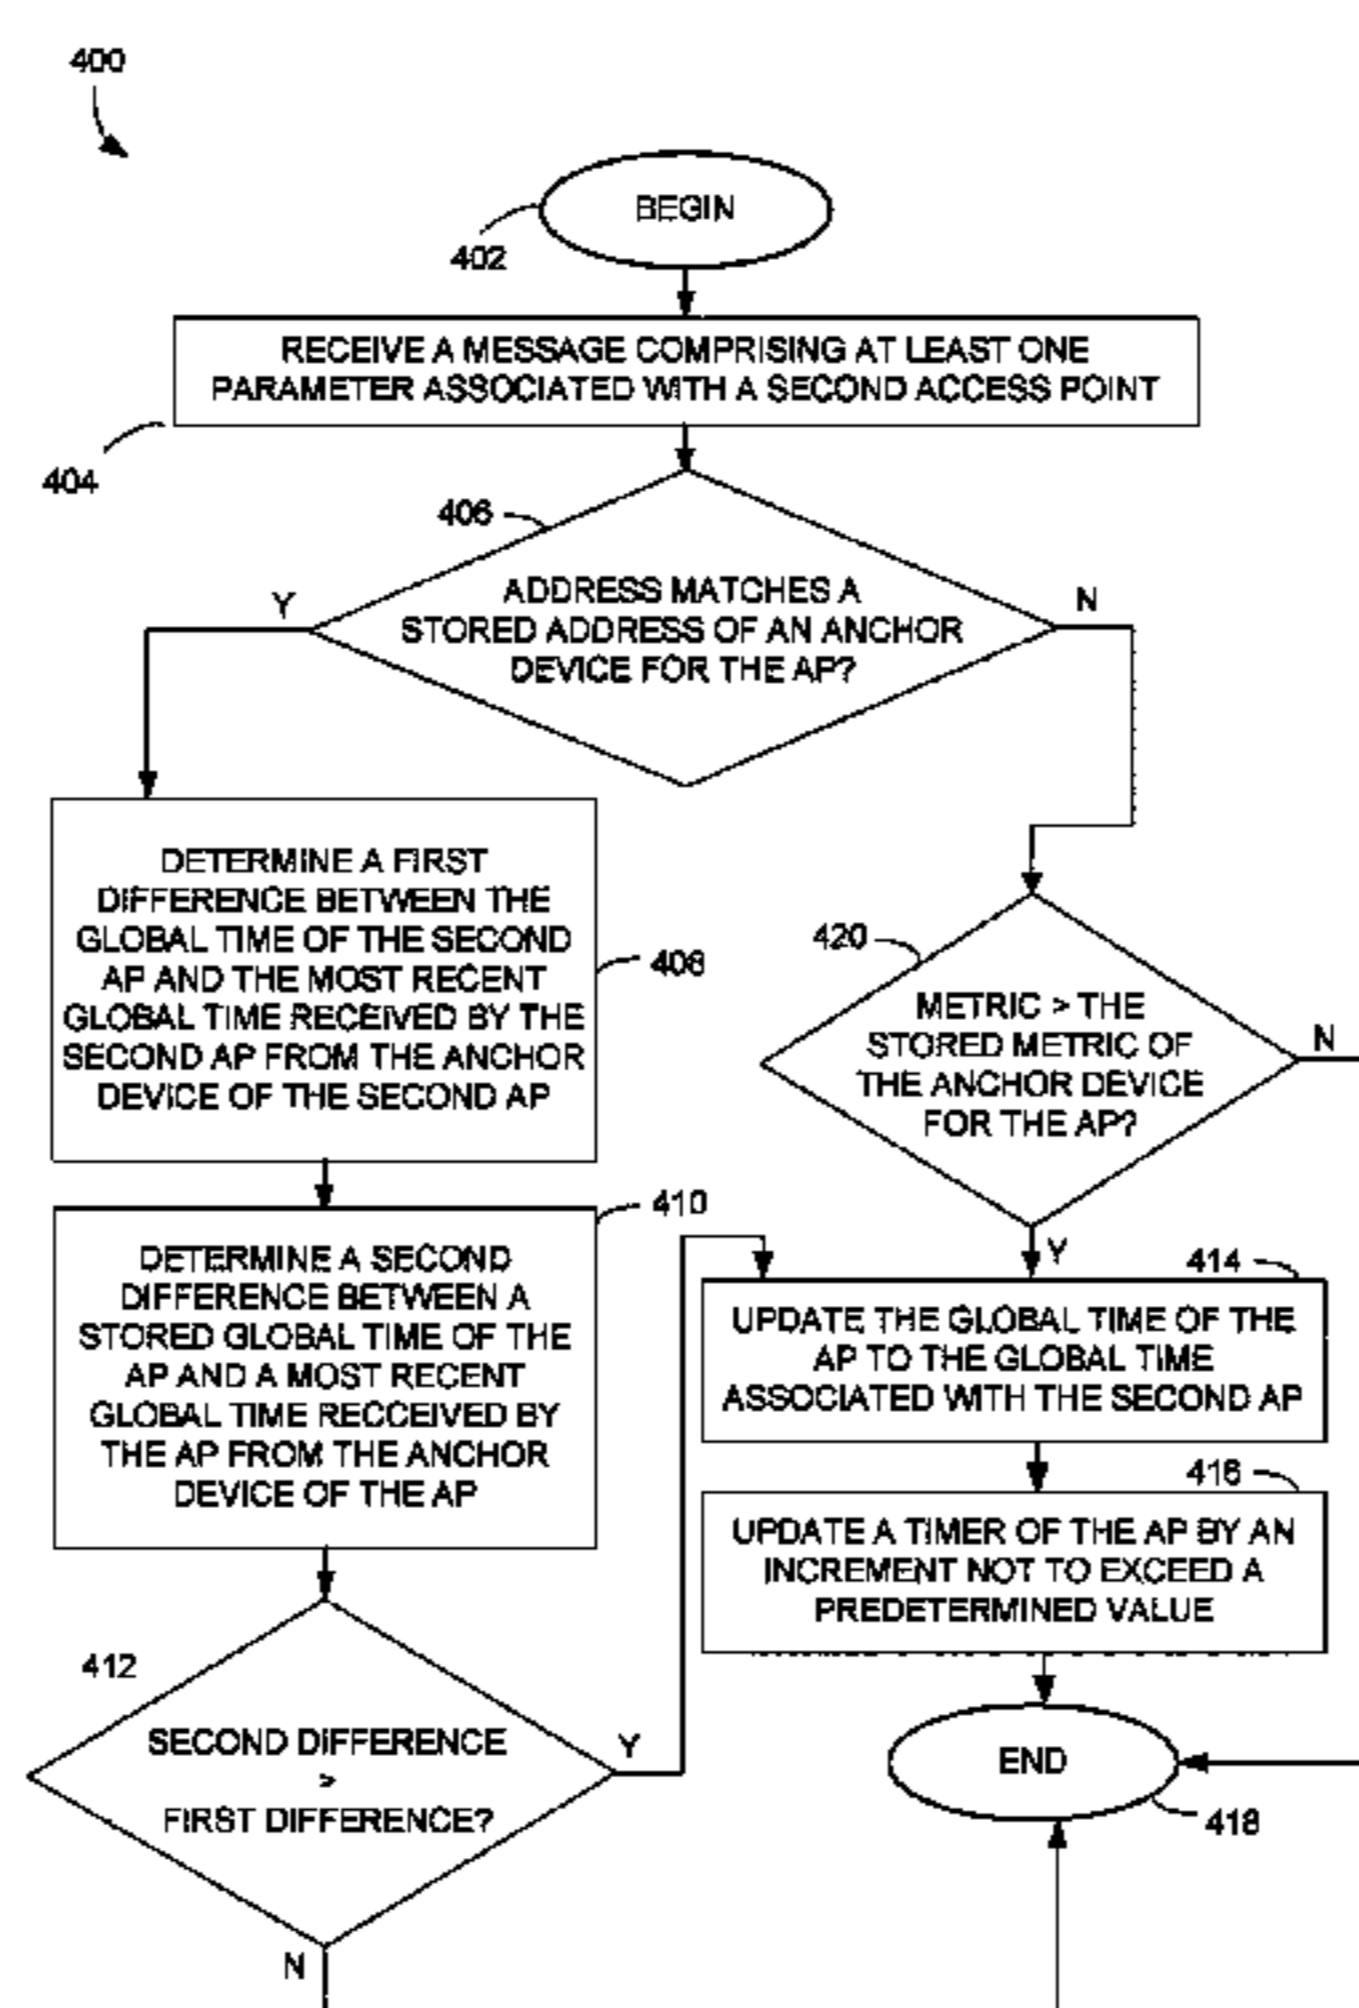 400
BEGIN
402
RECEIVE A MESSAGE COMPRISING AT LEAST ONE
PARAMETER ASSOCIATED WITH A SECOND ACCESS POINT
404
406
ADDRESS MATCHES A
STORED ADDRESS OF AN ANCHOR
DEVICE FOR THE AP?
Y
N
DETERMINE A FIRST
DIFFERENCE BETWEEN THE
GLOBAL TIME OF THE SECOND
AP AND THE MOST RECENT
GLOBAL TIME RECEIVED BY THE
SECOND AP FROM THE ANCHOR
DEVICE OF THE SECOND AP
408
420
METRIC > THE
STORED METRIC OF
THE ANCHOR DEVICE
FOR THE AP?
N
Y
410
DETERMINE A SECOND
DIFFERENCE BETWEEN A
STORED GLOBAL TIME OF THE
AP AND A MOST RECENT
GLOBAL TIME RECCEIVED BY
THE AP FROM THE ANCHOR
DEVICE OF THE AP
414
UPDATE THE GLOBAL TIME OF THE
AP TO THE GLOBAL TIME
ASSOCIATED WITH THE SECOND AP
416
UPDATE A TIMER OF THE AP BY AN
INCREMENT NOT TO EXCEED A
PREDETERMINED VALUE
412
SECOND DIFFERENCE
>
FIRST DIFFERENCE?
Y
N
END
418